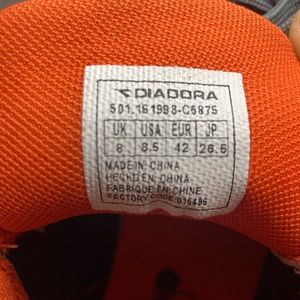 DIADORA
501.161998-C6875
UK USA EUR JP
8 8.5 42 26.5
MADE IN CHINA
HECHO EN CHINA
FABRIQUE EN CHINE
FACTORY CODE:016496